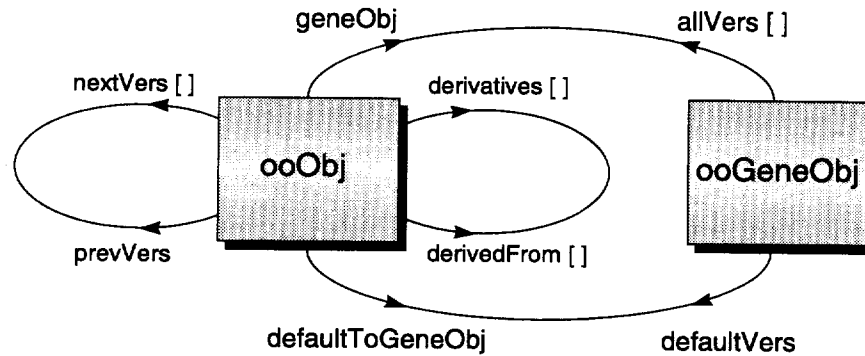 geneObj
allVers [ ]
nextVers [ ]
derivatives [ ]
ooObj
ooGeneObj
prevVers
derivedFrom [ ]
defaultToGeneObj
defaultVers